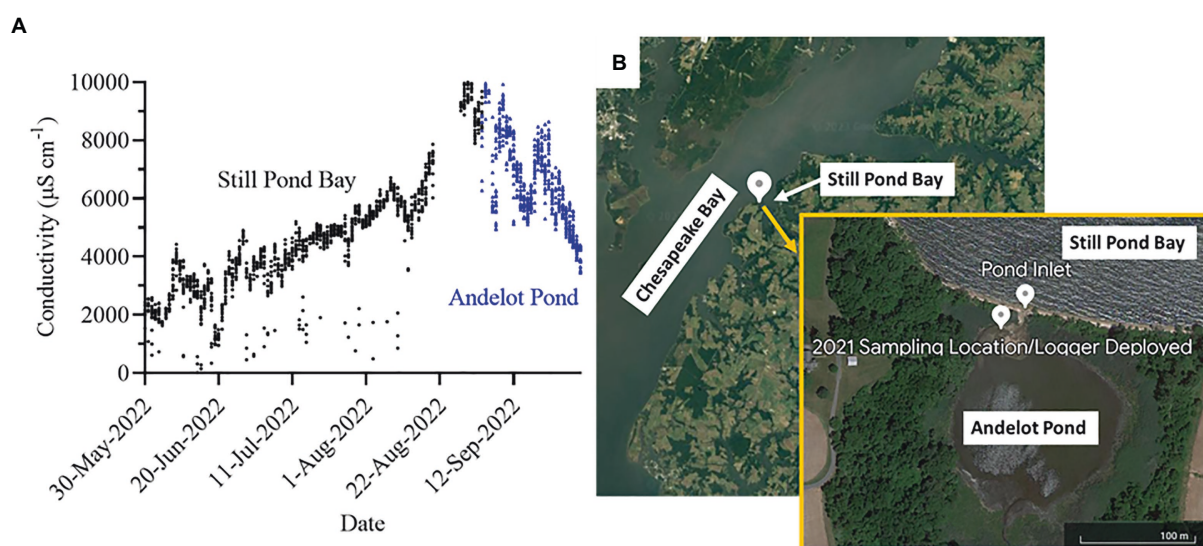 A
Conductivity (µS cm⁻¹)
10000
8000
6000
4000
2000
0
Still Pond Bay
Andelot Pond
30-May-2022
20-Jun-2022
11-Jul-2022
1-Aug-2022
22-Aug-2022
12-Sep-2022
Date
B
Still Pond Bay
Chesapeake Bay
Still Pond Bay
Pond Inlet
2021 Sampling Location/Logger Deployed
Andelot Pond
100 m